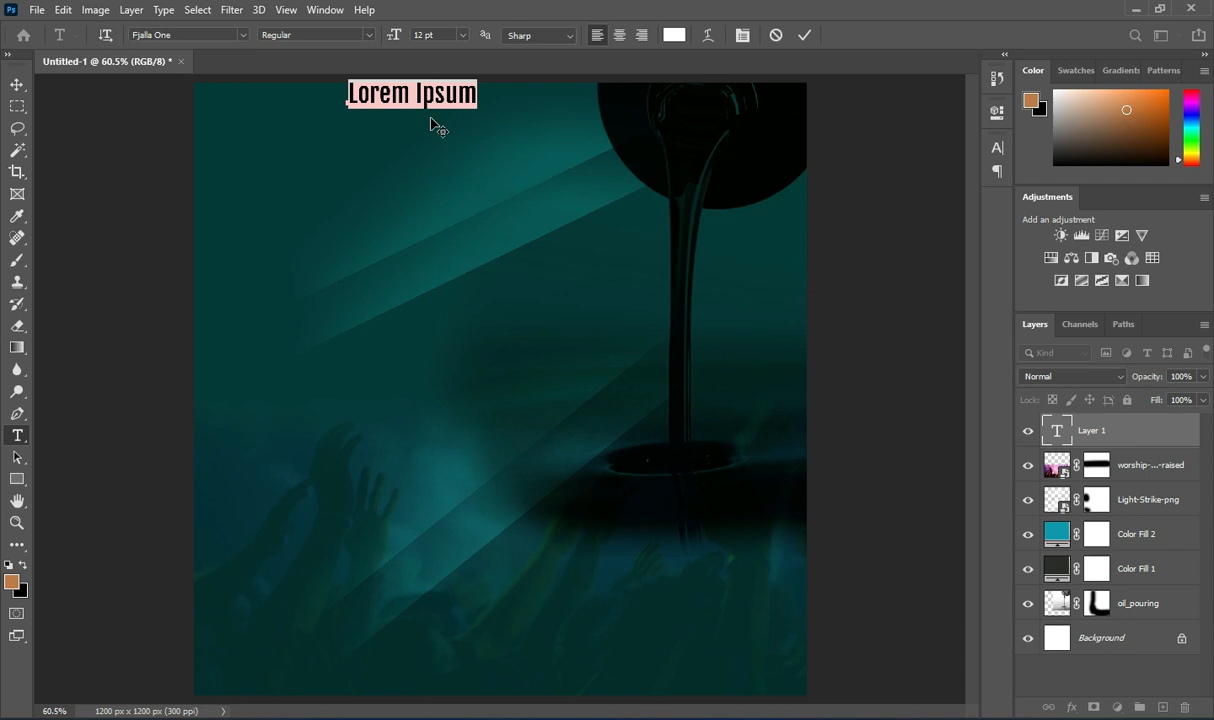 Ps File Edit Image Layer Type Select Filter 3D View Window Help
T Fjalla One Regular 12 pt Sharp
Untitled-1 @ 60.5% (RGB/8) *
Lorem Ipsum
Color Swatches Gradients Patterns
Adjustments
Add an adjustment
Layers Channels Paths
Kind
Normal Opacity: 100%
Lock: Fill: 100%
T Layer 1
worship-...-raised
Light-Strike-png
Color Fill 2
Color Fill 1
oil_pouring
Background
60.5% 1200 px x 1200 px (300 ppi)